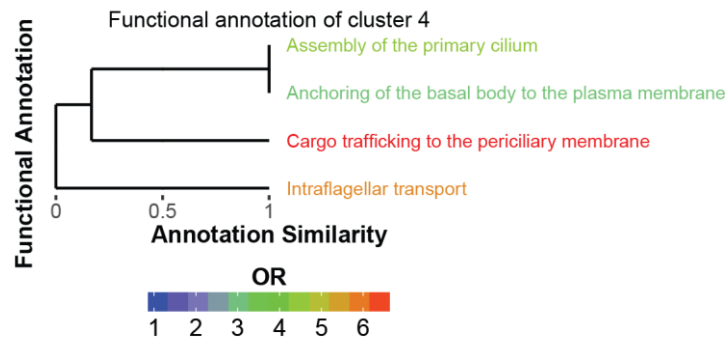 Functional annotation of cluster 4
Functional Annotation
Assembly of the primary cilium
Anchoring of the basal body to the plasma membrane
Cargo trafficking to the periciliary membrane
Intraflagellar transport
0 0.5 1
Annotation Similarity
OR
1 2 3 4 5 6